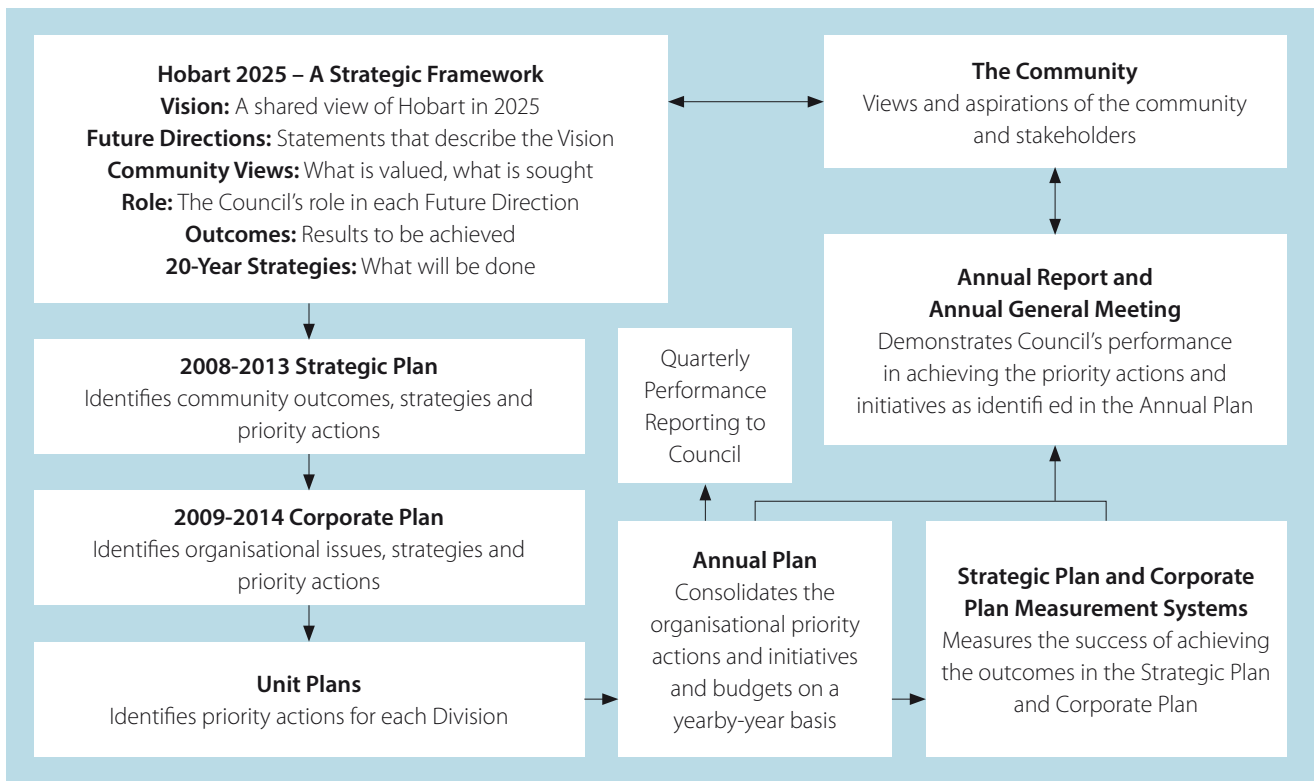 Hobart 2025 – A Strategic Framework
Vision: A shared view of Hobart in 2025
Future Directions: Statements that describe the Vision
Community Views: What is valued, what is sought
Role: The Council’s role in each Future Direction
Outcomes: Results to be achieved
20-Year Strategies: What will be done
The Community
Views and aspirations of the community
and stakeholders
2008-2013 Strategic Plan
Identifies community outcomes, strategies and
priority actions
Quarterly
Performance
Reporting to
Council
Annual Report and
Annual General Meeting
Demonstrates Council’s performance
in achieving the priority actions and
initiatives as identifi ed in the Annual Plan
2009-2014 Corporate Plan
Identifies organisational issues, strategies and
priority actions
Unit Plans
Identifies priority actions for each Division
Annual Plan
Consolidates the
organisational priority
actions and initiatives
and budgets on a
yearby-year basis
Strategic Plan and Corporate
Plan Measurement Systems
Measures the success of achieving
the outcomes in the Strategic Plan
and Corporate Plan